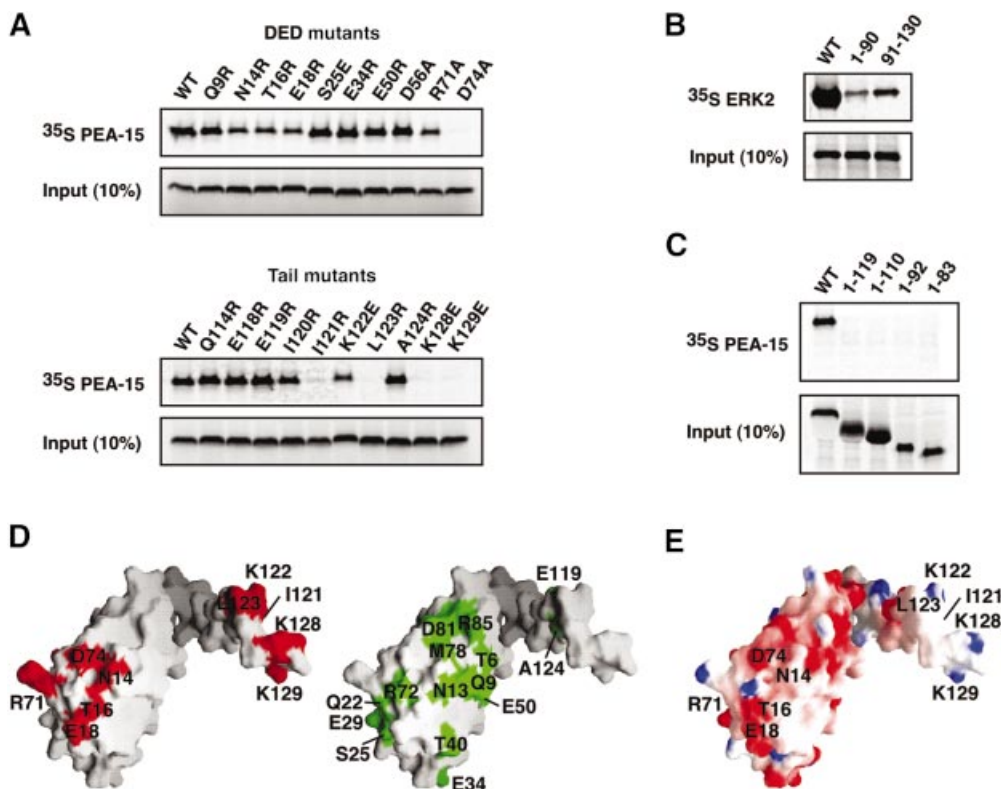 A
DED mutants
WT Q9R N14R T16R E18R S25E E34R E50R D56A R71A D74A
35S PEA-15
Input (10%)
Tail mutants
WT Q114R E118R E119R I120R I121R K122E L123R A124R K128E K129E
35S PEA-15
Input (10%)
B
WT 1-90 91-130
35S ERK2
Input (10%)
C
WT 1-119 1-110 1-92 1-83
35S PEA-15
Input (10%)
D
K122
L123
I121
K128
K129
D74
N14
R71
T16
E18
E119
D81 R85
M78
T6
A124
R72
N13
Q9
Q22
E29
E50
S25
T40
E34
E
K122
L123
I121
K128
K129
D74
N14
R71
T16
E18